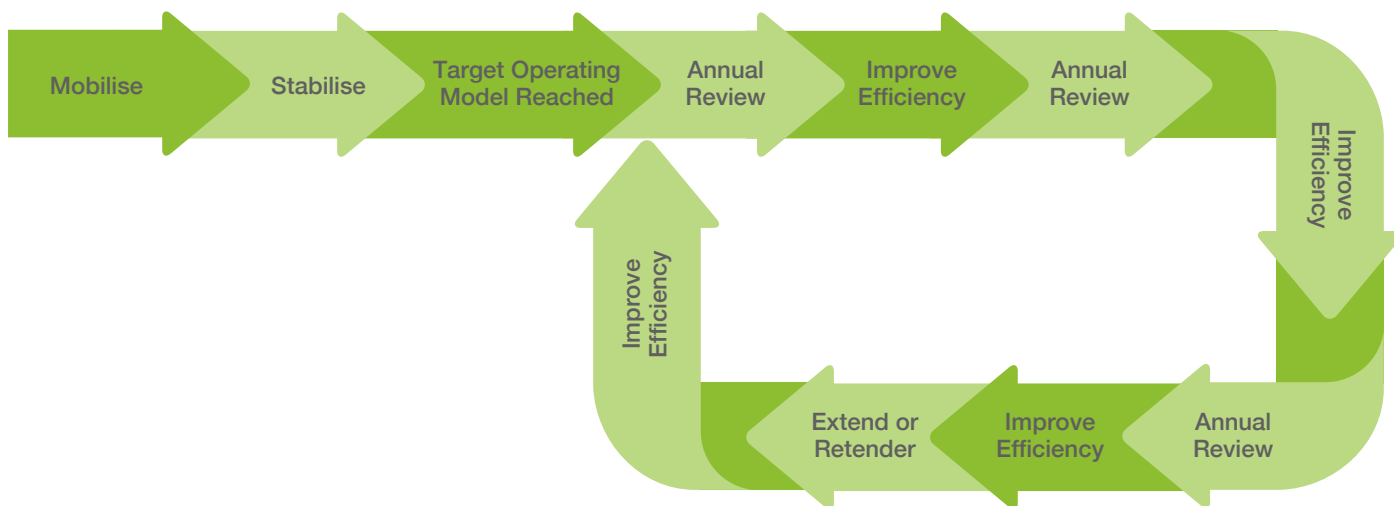 Mobilise
Stabilise
Target Operating
Model Reached
Annual
Review
Improve
Efficiency
Annual
Review
Improve
Efficiency
Annual
Review
Improve
Efficiency
Extend or
Retender
Improve
Efficiency